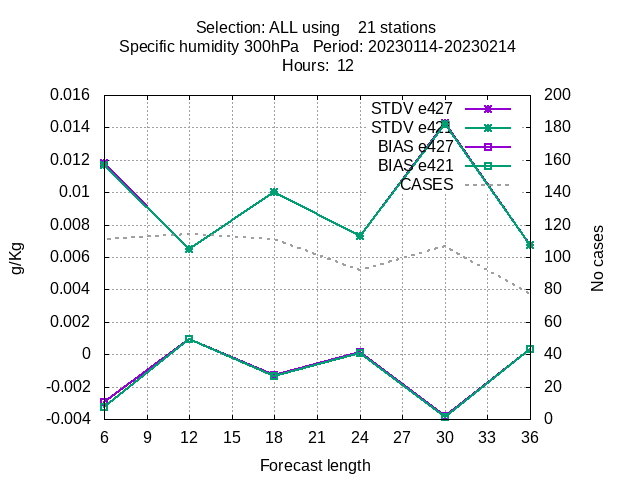 Selection: ALL using 21 stations
Specific humidity 300hPa Period: 20230114-20230214
Hours: 12
0.016
0.014
0.012
0.01
0.008
0.006
0.004
0.002
0
-0.002
-0.004
g/Kg
STDV e427
STDV e421
BIAS e427
BIAS e421
CASES
200
180
160
140
120
100
80
60
40
20
0
No cases
6 9 12 15 18 21 24 27 30 33 36
Forecast length